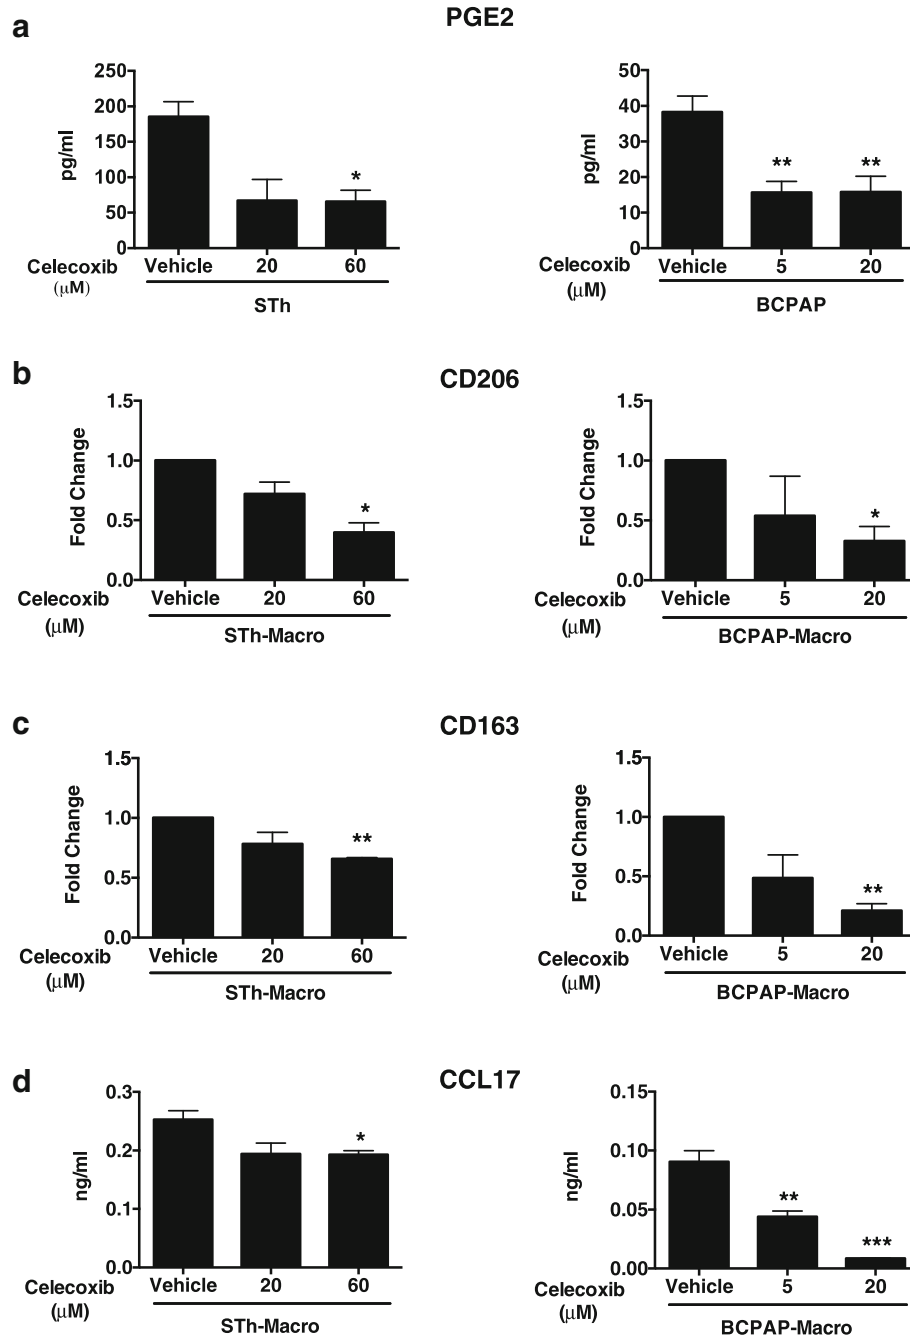 a
PGE2
250
200
150
100
50
0
pg/ml
*
Celecoxib
(μM)
Vehicle 20 60
STh
50
40
30
20
10
0
pg/ml
** **
Celecoxib
(μM)
Vehicle 5 20
BCPAP
b
CD206
1.5
1.0
0.5
0.0
Fold Change
*
Celecoxib
(μM)
Vehicle 20 60
STh-Macro
1.5
1.0
0.5
0.0
Fold Change
*
Celecoxib
(μM)
Vehicle 5 20
BCPAP-Macro
c
CD163
1.5
1.0
0.5
0.0
Fold Change
**
Celecoxib
(μM)
Vehicle 20 60
STh-Macro
1.5
1.0
0.5
0.0
Fold Change
**
Celecoxib
(μM)
Vehicle 5 20
BCPAP-Macro
d
CCL17
0.3
0.2
0.1
0.0
ng/ml
*
Celecoxib
(μM)
Vehicle 20 60
STh-Macro
0.15
0.10
0.05
0.00
ng/ml
** ***
Celecoxib
(μM)
Vehicle 5 20
BCPAP-Macro